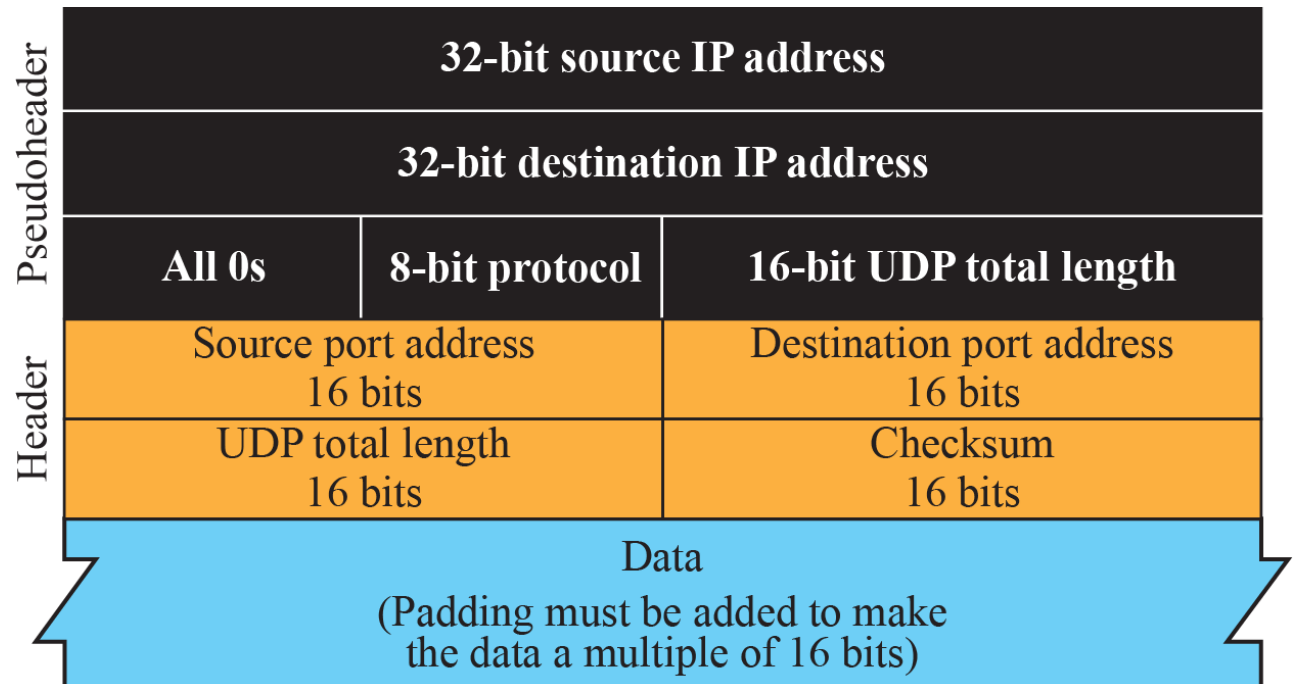 Pseudoheader
32-bit source IP address
32-bit destination IP address
All 0s
8-bit protocol
16-bit UDP total length
Header
Source port address
16 bits
Destination port address
16 bits
UDP total length
16 bits
Checksum
16 bits
Data
(Padding must be added to make
the data a multiple of 16 bits)